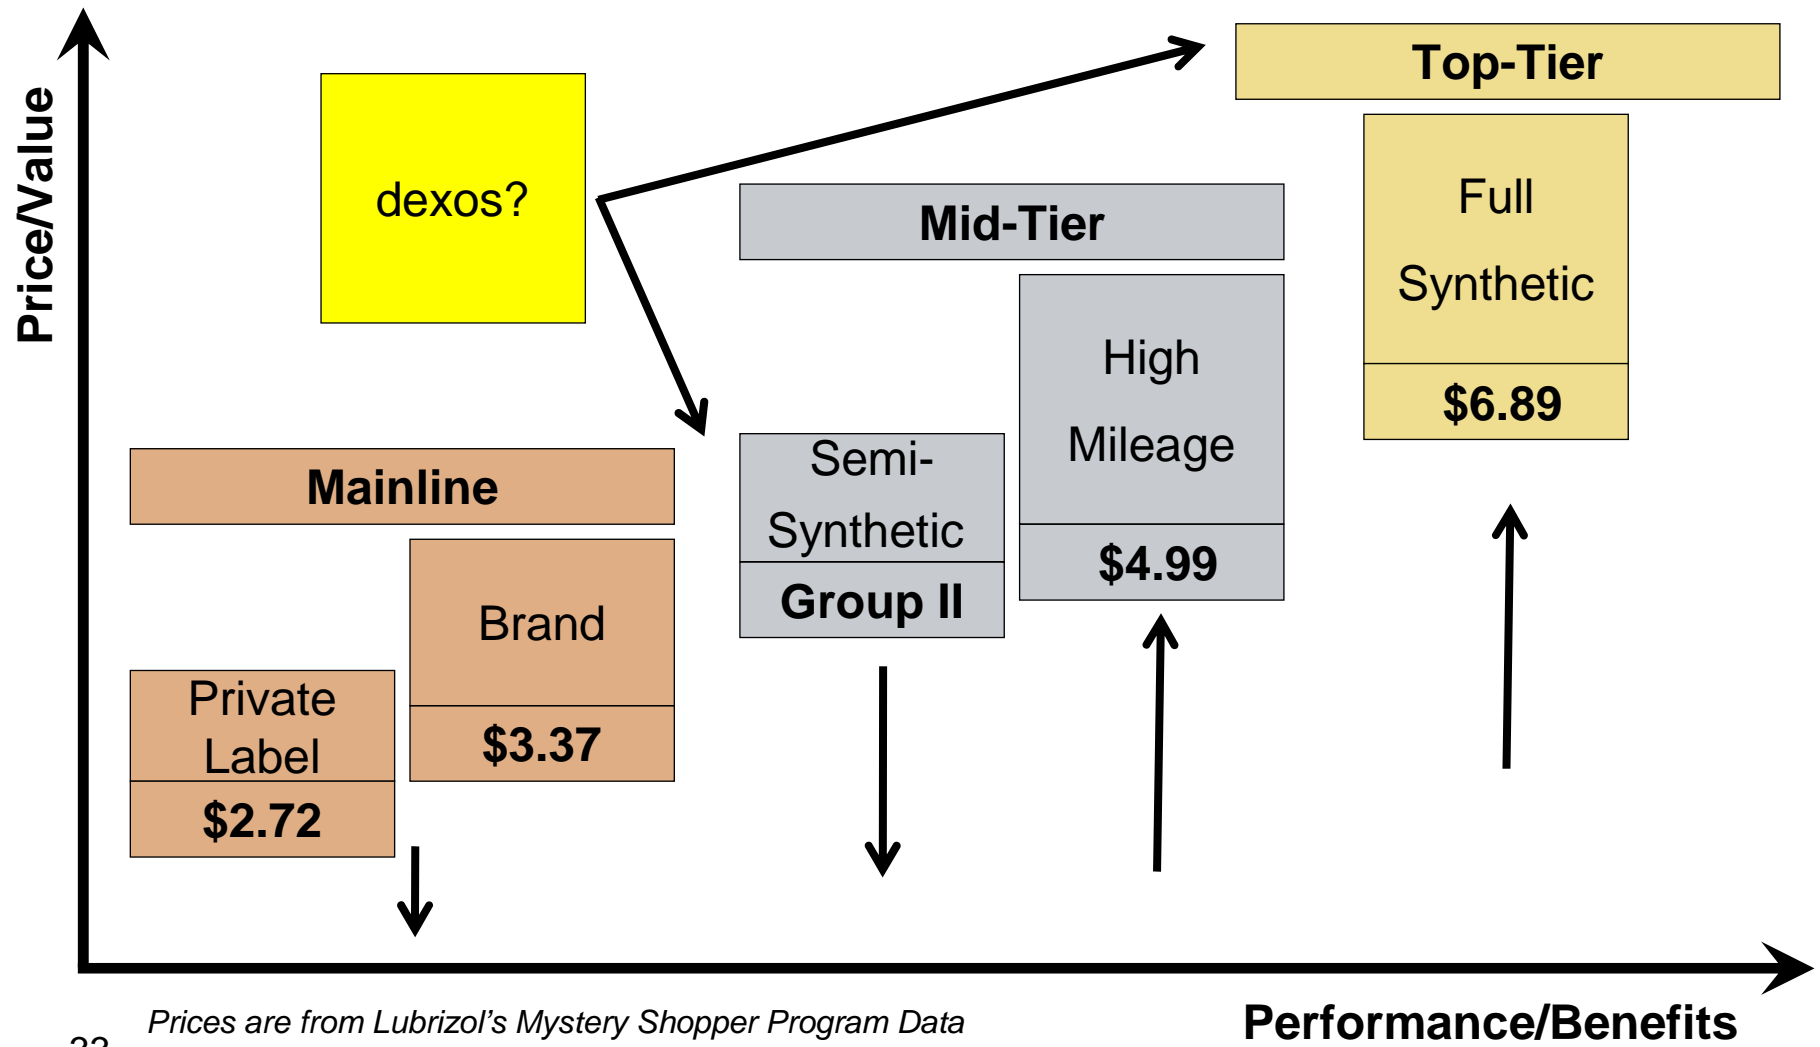 Price/Value
dexos?
Top-Tier
Full
Synthetic
$6.89
Mid-Tier
High
Mileage
$4.99
Semi-
Synthetic
Group II
Mainline
Brand
$3.37
Private
Label
$2.72
Prices are from Lubrizol's Mystery Shopper Program Data
Performance/Benefits